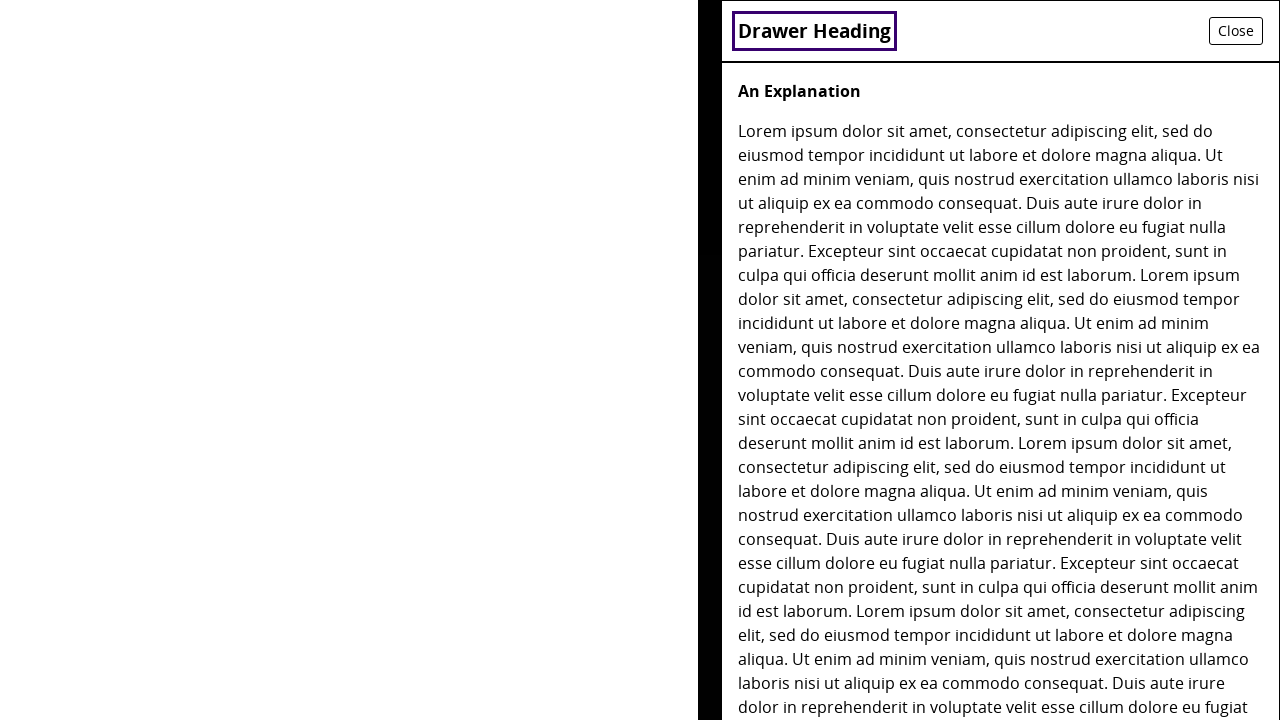 Drawer Heading
Close
An Explanation
Lorem ipsum dolor sit amet, consectetur adipiscing elit, sed do
eiusmod tempor incididunt ut labore et dolore magna aliqua. Ut
enim ad minim veniam, quis nostrud exercitation ullamco laboris nisi
ut aliquip ex ea commodo consequat. Duis aute irure dolor in
reprehenderit in voluptate velit esse cillum dolore eu fugiat nulla
pariatur. Excepteur sint occaecat cupidatat non proident, sunt in
culpa qui officia deserunt mollit anim id est laborum. Lorem ipsum
dolor sit amet, consectetur adipiscing elit, sed do eiusmod tempor
incididunt ut labore et dolore magna aliqua. Ut enim ad minim
veniam, quis nostrud exercitation ullamco laboris nisi ut aliquip ex ea
commodo consequat. Duis aute irure dolor in reprehenderit in
voluptate velit esse cillum dolore eu fugiat nulla pariatur. Excepteur
sint occaecat cupidatat non proident, sunt in culpa qui officia
deserunt mollit anim id est laborum. Lorem ipsum dolor sit amet,
consectetur adipiscing elit, sed do eiusmod tempor incididunt ut
labore et dolore magna aliqua. Ut enim ad minim veniam, quis
nostrud exercitation ullamco laboris nisi ut aliquip ex ea commodo
consequat. Duis aute irure dolor in reprehenderit in voluptate velit
esse cillum dolore eu fugiat nulla pariatur. Excepteur sint occaecat
cupidatat non proident, sunt in culpa qui officia deserunt mollit anim
id est laborum. Lorem ipsum dolor sit amet, consectetur adipiscing
elit, sed do eiusmod tempor incididunt ut labore et dolore magna
aliqua. Ut enim ad minim veniam, quis nostrud exercitation ullamco
laboris nisi ut aliquip ex ea commodo consequat. Duis aute irure
dolor in reprehenderit in voluptate velit esse cillum dolore eu fugiat